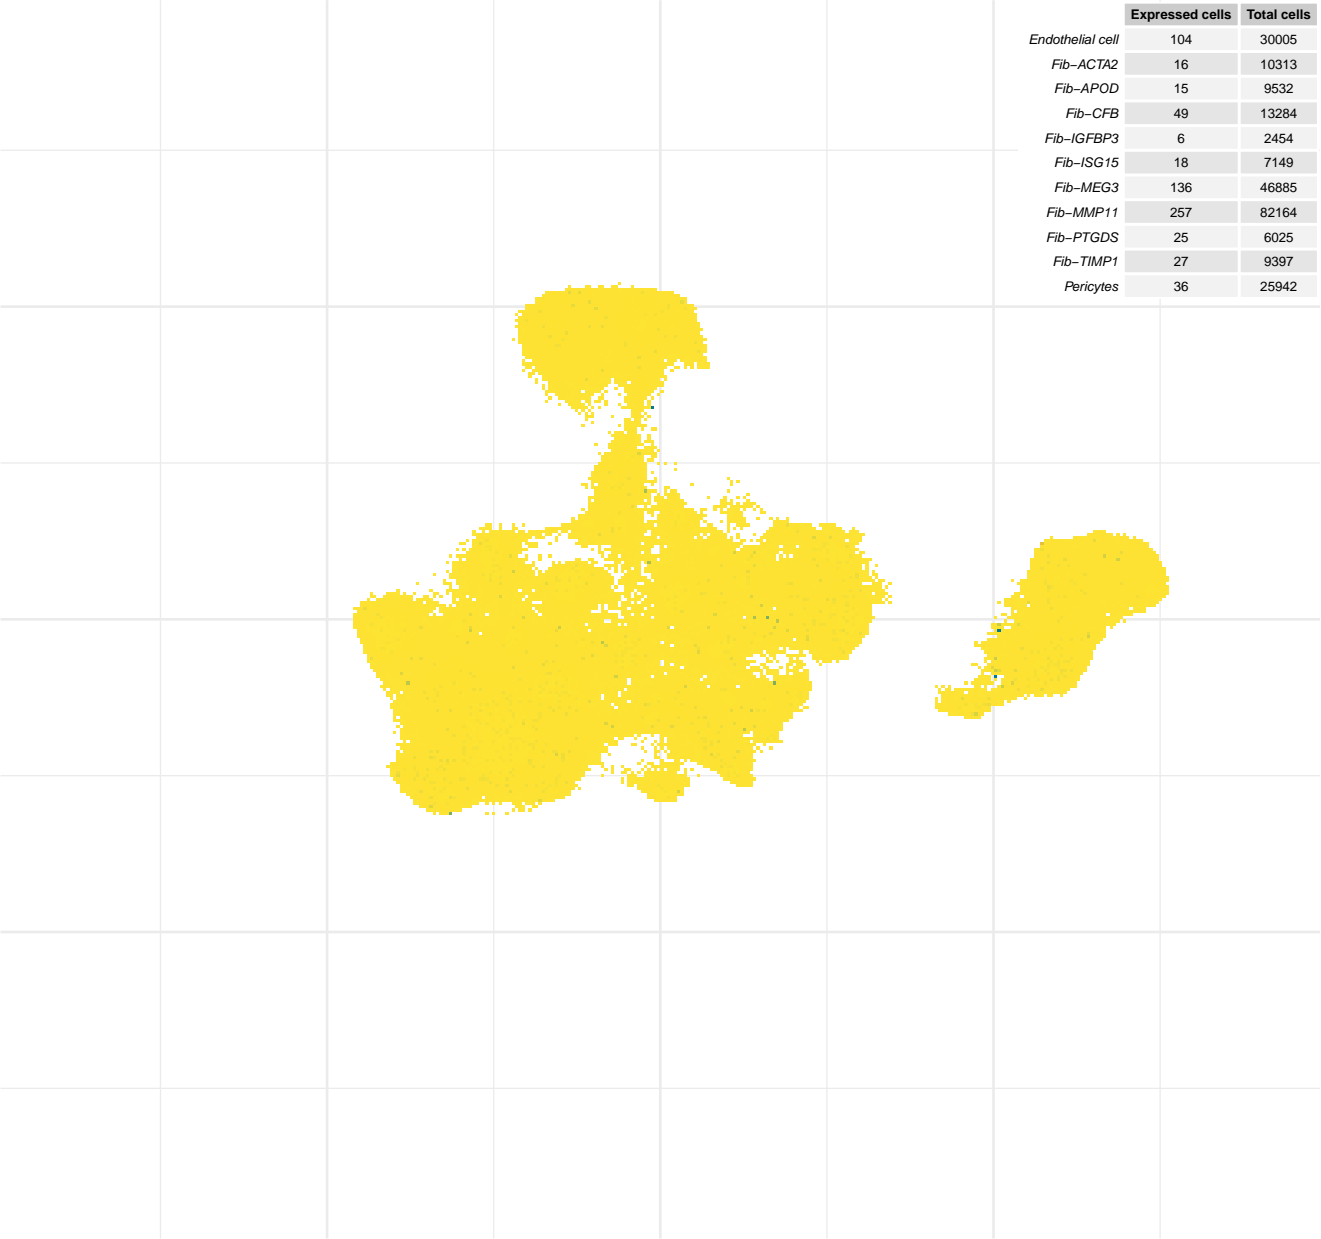 Expressed cells Total cells
Endothelial cell 104 30005
Fib−ACTA2 16 10313
Fib−APOD 15 9532
Fib−CFB 49 13284
Fib−IGFBP3 6 2454
Fib−ISG15 18 7149
Fib−MEG3 136 46885
Fib−MMP11 257 82164
Fib−PTGDS 25 6025
Fib−TIMP1 27 9397
Pericytes 36 25942